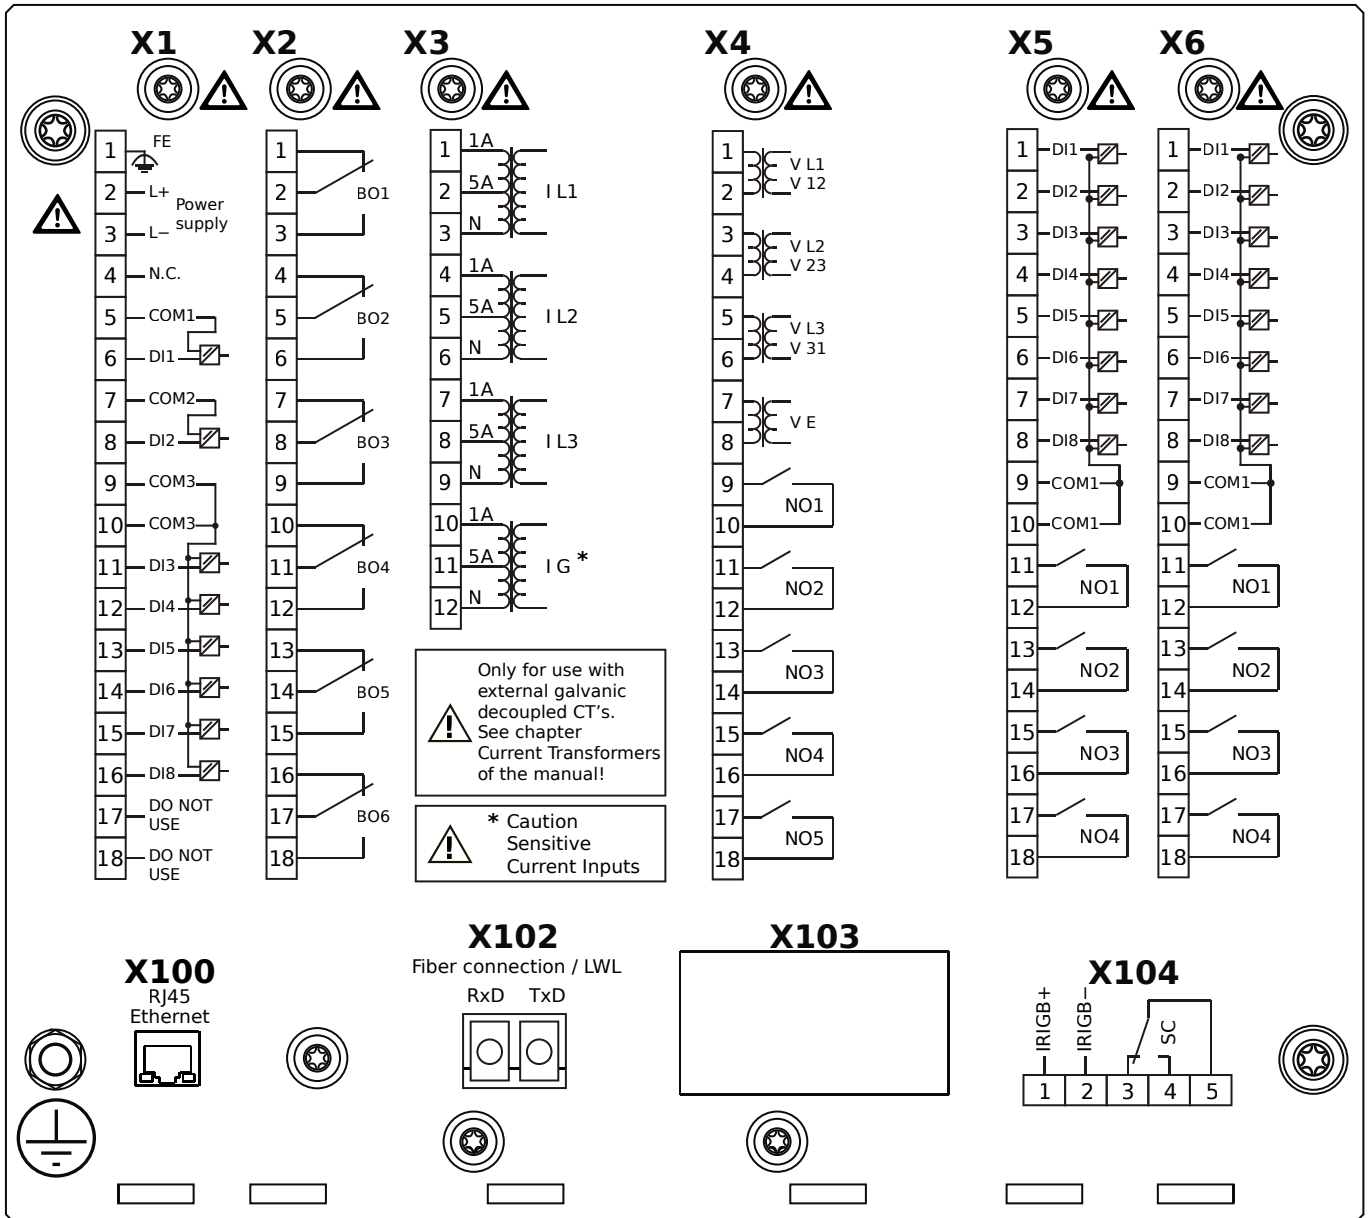 X1
X2
X3
X4
X5
X6
1 FE
2 L+
Power
supply
3 L−
4 N.C.
5 COM1
6 DI1
7 COM2
8 DI2
9 COM3
10 COM3
11 DI3
12 DI4
13 DI5
14 DI6
15 DI7
16 DI8
17 DO NOT
USE
18 DO NOT
USE
1
2 BO1
3
4
5 BO2
6
7
8 BO3
9
10
11 BO4
12
13
14 BO5
15
16
17 BO6
18
1 1A
2 5A I L1
3 N
4 1A
5 5A I L2
6 N
7 1A
8 5A I L3
9 N
10 1A
11 5A I G *
12 N
Only for use with
external galvanic
decoupled CT's.
See chapter
Current Transformers
of the manual!
* Caution
Sensitive
Current Inputs
1 V L1
2 V 12
3 V L2
4 V 23
5 V L3
6 V 31
7 V E
8
9
NO1
10
11
NO2
12
13
NO3
14
15
NO4
16
17
NO5
18
1 DI1
2 DI2
3 DI3
4 DI4
5 DI5
6 DI6
7 DI7
8 DI8
9 COM1
10 COM1
11
NO1
12
13
NO2
14
15
NO3
16
17
NO4
18
1 DI1
2 DI2
3 DI3
4 DI4
5 DI5
6 DI6
7 DI7
8 DI8
9 COM1
10 COM1
11
NO1
12
13
NO2
14
15
NO3
16
17
NO4
18
X100
RJ45
Ethernet
X102
Fiber connection / LWL
RxD TxD
X103
X104
IRIGB+
IRIGB−
SC
1 2 3 4 5